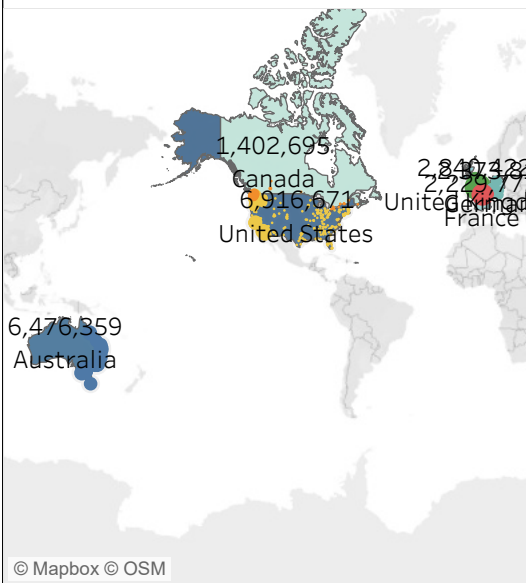 1,402,695
Canada
6,916,671
United States
6,476,359
Australia
France
© Mapbox © OSM